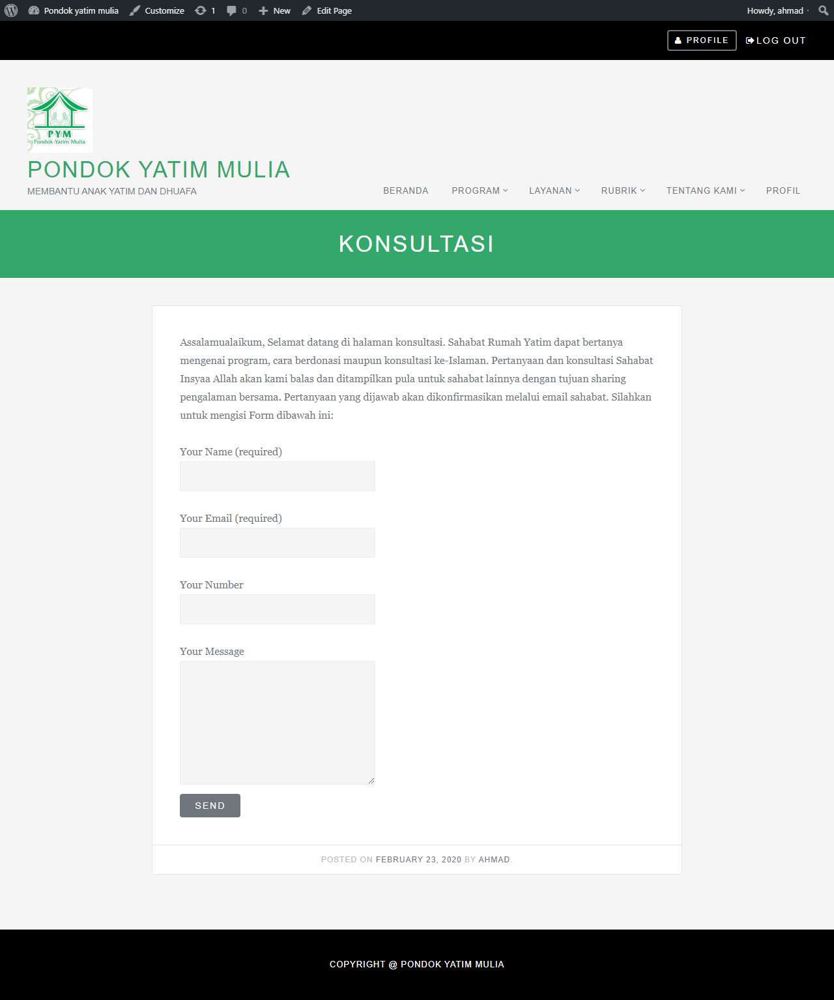 Pondok yatim mulia Customize 1 0 New Edit Page Howdy, ahmad
PROFILE LOG OUT
PYM
Pondok Yatim Mulia
PONDOK YATIM MULIA
MEMBANTU ANAK YATIM DAN DHUAFA
BERANDA PROGRAM LAYANAN RUBRIK TENTANG KAMI PROFIL
KONSULTASI
Assalamualaikum, Selamat datang di halaman konsultasi. Sahabat Rumah Yatim dapat bertanya
mengenai program, cara berdonasi maupun konsultasi ke-Islaman. Pertanyaan dan konsultasi Sahabat
Insyaa Allah akan kami balas dan ditampilkan pula untuk sahabat lainnya dengan tujuan sharing
pengalaman bersama. Pertanyaan yang dijawab akan dikonfirmasikan melalui email sahabat. Silahkan
untuk mengisi Form dibawah ini:
Your Name (required)
Your Email (required)
Your Number
Your Message
SEND
POSTED ON FEBRUARY 23, 2020 BY AHMAD.
COPYRIGHT @ PONDOK YATIM MULIA